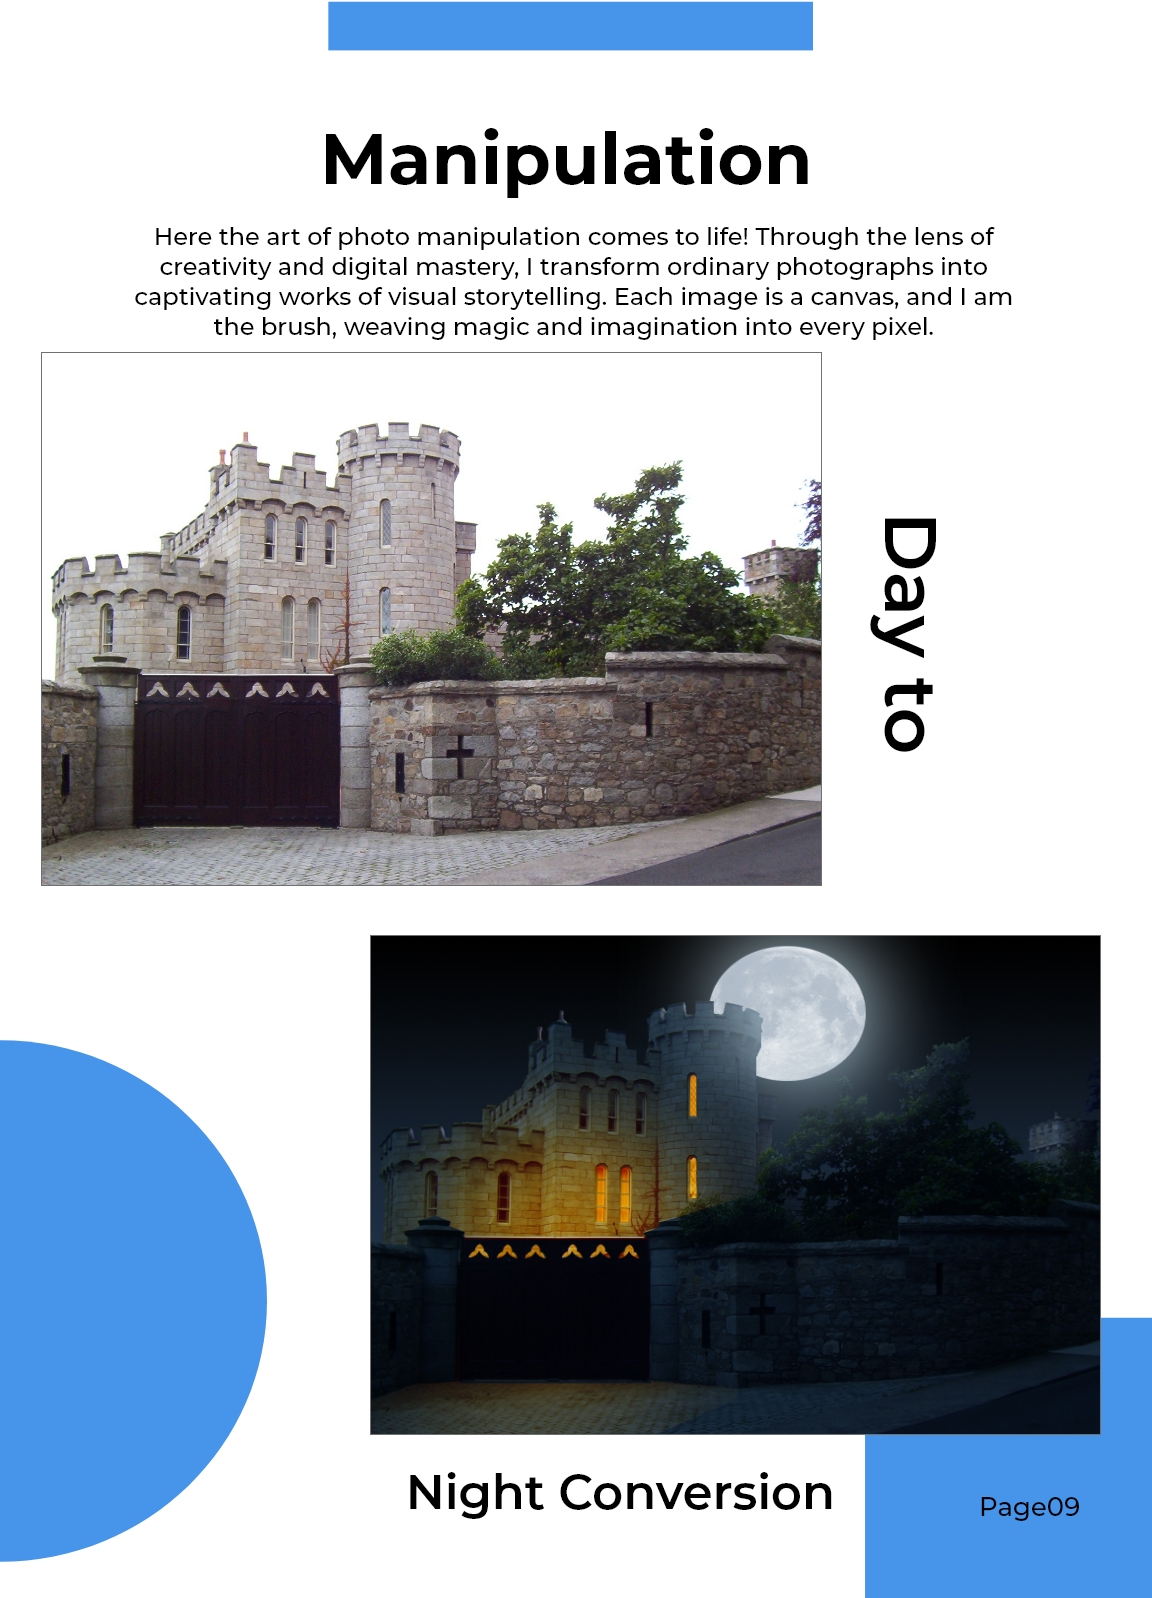 Manipulation
Here the art of photo manipulation comes to life! Through the lens of
creativity and digital mastery, I transform ordinary photographs into
captivating works of visual storytelling. Each image is a canvas, and I am
the brush, weaving magic and imagination into every pixel.
Day to
Night Conversion
Page09